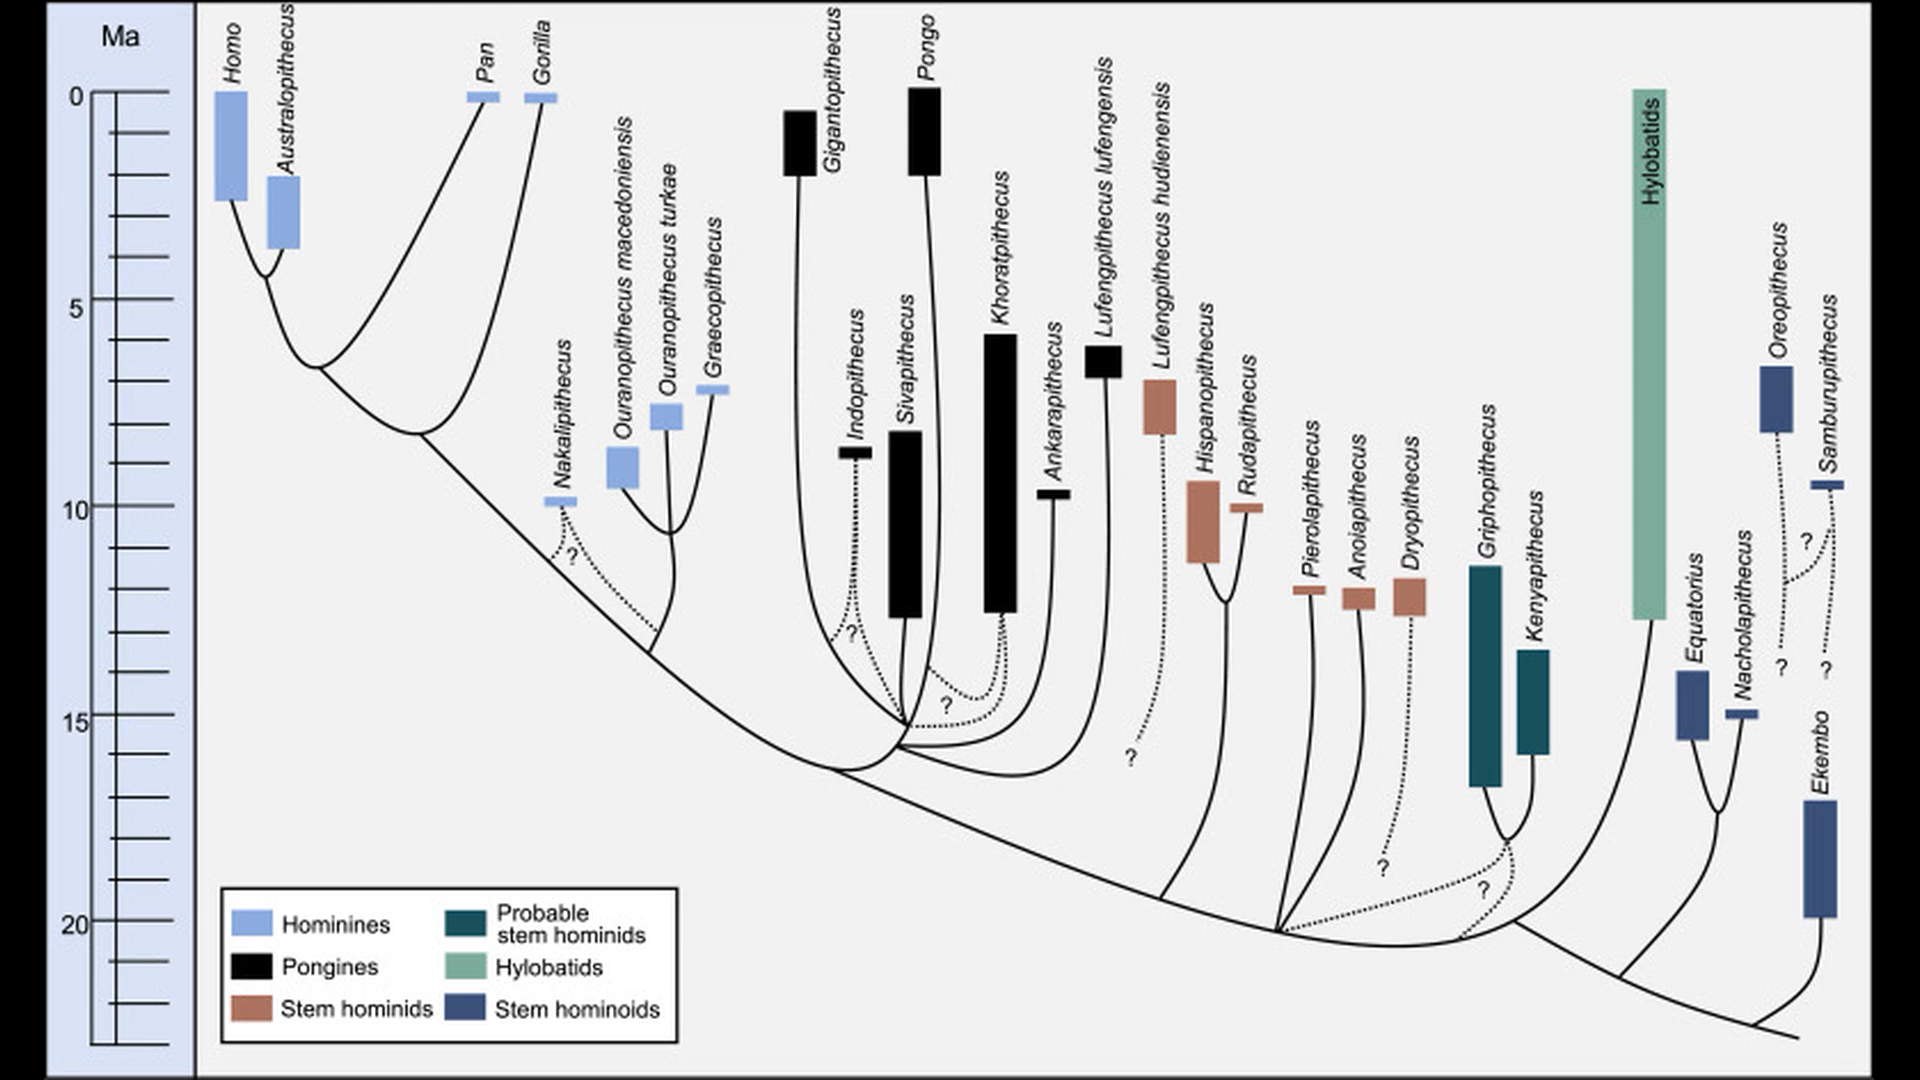 Ma
0
5
10
15
20
Homo
Australopithecus
Pan
Gorilla
Nakalipithecus
?
Ouranopithecus macedoniensis
Ouranopithecus turkae
Graecopithecus
Gigantopithecus
Indopithecus
?
Sivapithecus
Pongo
Khoratpithecus
?
Ankarapithecus
Lufengpithecus lufengensis
Lufengpithecus hudienensis
?
Hispanopithecus
Rudapithecus
Pierolapithecus
Anoiapithecus
Dryopithecus
?
Griphopithecus
Kenyapithecus
?
Hylobatids
Equatorius
Nacholapithecus
Oreopithecus
?
?
Samburupithecus
?
Ekembo
Hominines
Pongines
Stem hominids
Probable
stem hominids
Hylobatids
Stem hominoids